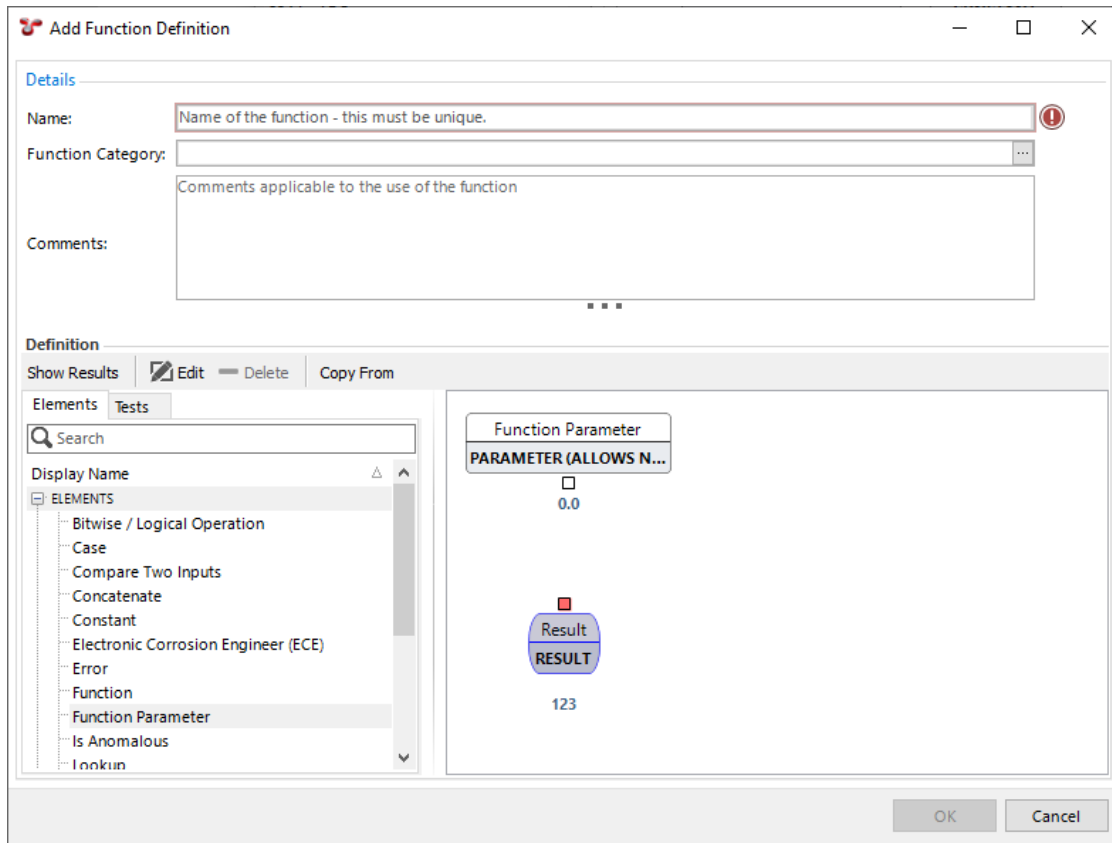 Add Function Definition
Details
Name:
Name of the function - this must be unique.
Function Category:
...
Comments applicable to the use of the function
Comments:
Definition
Show Results
Edit
Delete
Copy From
Elements
Tests
Search
Display Name
ELEMENTS
Bitwise / Logical Operation
Case
Compare Two Inputs
Concatenate
Constant
Electronic Corrosion Engineer (ECE)
Error
Function
Function Parameter
Is Anomalous
Lookup
Function Parameter
PARAMETER (ALLOWS N...
0.0
Result
RESULT
123
OK
Cancel